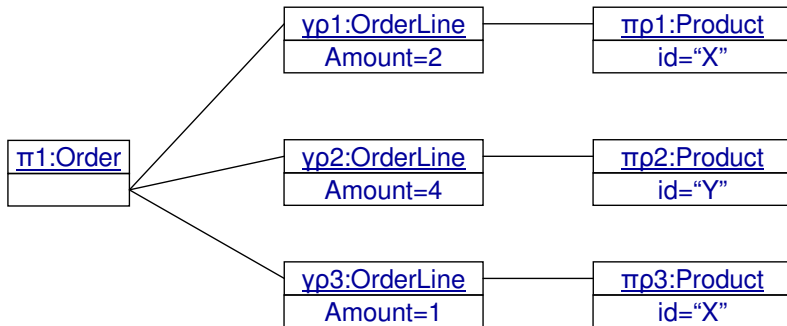 γρ1:OrderLine
Amount=2
πρ1:Product
id=“X”
π1:Order
γρ2:OrderLine
Amount=4
πρ2:Product
id=“Y”
γρ3:OrderLine
Amount=1
πρ3:Product
id=“X”